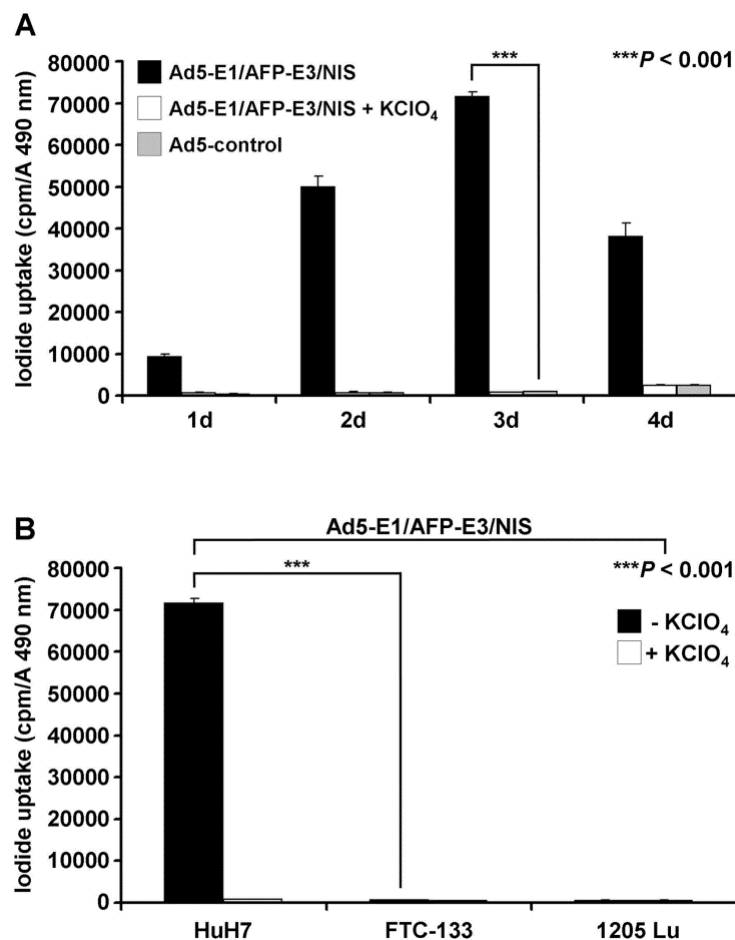 A
Iodide uptake (cpm/A 490 nm)
80000
70000
60000
50000
40000
30000
20000
10000
0
Ad5-E1/AFP-E3/NIS
Ad5-E1/AFP-E3/NIS + KClO₄
Ad5-control
***
***P < 0.001
1d 2d 3d 4d
B
Ad5-E1/AFP-E3/NIS
Iodide uptake (cpm/A 490 nm)
80000
70000
60000
50000
40000
30000
20000
10000
0
***
***P < 0.001
- KClO₄
+ KClO₄
HuH7 FTC-133 1205 Lu